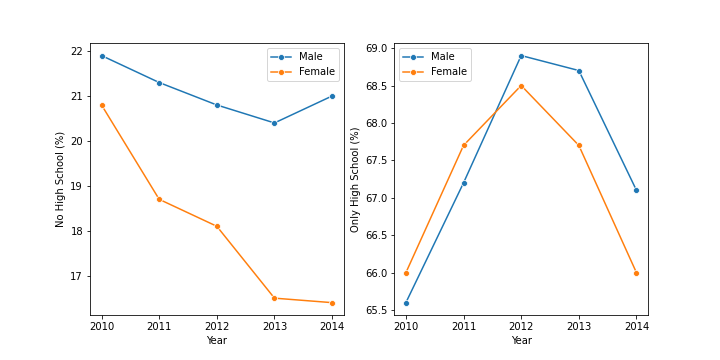 No High School (%)
22
21
20
19
18
17
Male
Female
2010 2011 2012 2013 2014
Year
Only High School (%)
69.0
68.5
68.0
67.5
67.0
66.5
66.0
65.5
Male
Female
2010 2011 2012 2013 2014
Year